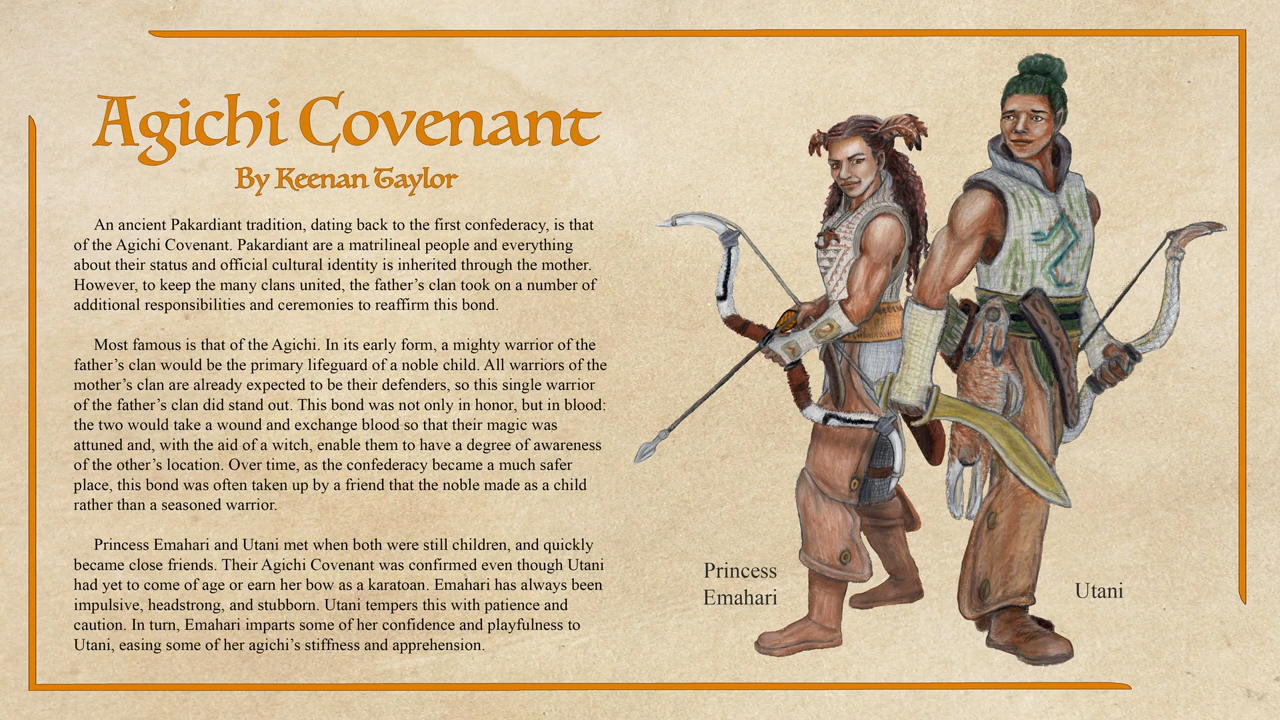 Agichi Covenant
By Keenan Taylor
An ancient Pakardiant tradition, dating back to the first confederacy, is that
of the Agichi Covenant. Pakardiant are a matrilineal people and everything
about their status and official cultural identity is inherited through the mother.
However, to keep the many clans united, the father’s clan took on a number of
additional responsibilities and ceremonies to reaffirm this bond.
Most famous is that of the Agichi. In its early form, a mighty warrior of the
father’s clan would be the primary lifeguard of a noble child. All warriors of the
mother’s clan are already expected to be their defenders, so this single warrior
of the father’s clan did stand out. This bond was not only in honor, but in blood:
the two would take a wound and exchange blood so that their magic was
attuned and, with the aid of a witch, enable them to have a degree of awareness
of the other’s location. Over time, as the confederacy became a much safer
place, this bond was often taken up by a friend that the noble made as a child
rather than a seasoned warrior.
Princess Emahari and Utani met when both were still children, and quickly
became close friends. Their Agichi Covenant was confirmed even though Utani
had yet to come of age or earn her bow as a karatoan. Emahari has always been
impulsive, headstrong, and stubborn. Utani tempers this with patience and
caution. In turn, Emahari imparts some of her confidence and playfulness to
Utani, easing some of her agichi’s stiffness and apprehension.
Princess
Emahari
Utani